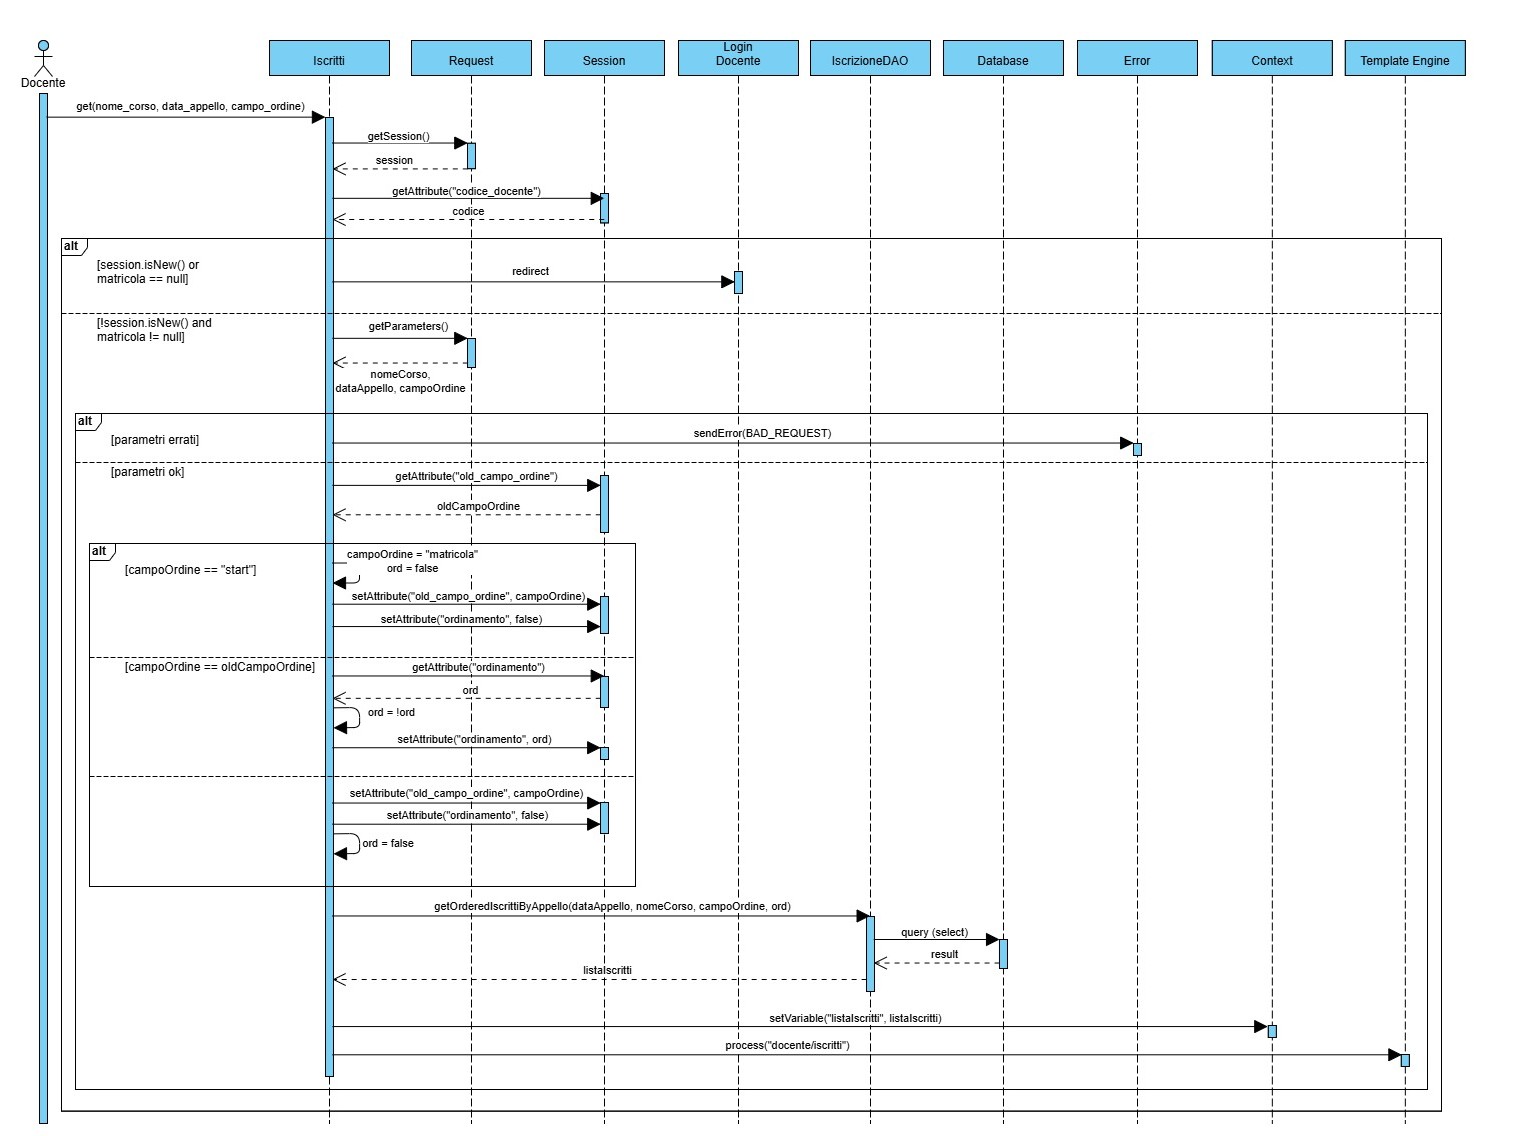 Docente
Iscritti
Request
Session
Login
Docente
IscrizioneDAO
Database
Error
Context
Template Engine
get(nome_corso, data_appello, campo_ordine)
getSession()
session
getAttribute("codice_docente")
codice
alt
[session.isNew() or
matricola == null]
redirect
[!session.isNew() and
matricola != null]
getParameters()
nomeCorso,
dataAppello, campoOrdine
alt
[parametri errati]
sendError(BAD_REQUEST)
[parametri ok]
getAttribute("old_campo_ordine")
oldCampoOrdine
alt
[campoOrdine == "start"]
campoOrdine = "matricola"
ord = false
setAttribute("old_campo_ordine", campoOrdine)
setAttribute("ordinamento", false)
[campoOrdine == oldCampoOrdine]
getAttribute("ordinamento")
ord
ord = !ord
setAttribute("ordinamento", ord)
setAttribute("old_campo_ordine", campoOrdine)
setAttribute("ordinamento", false)
ord = false
getOrderedIscrittiByAppello(dataAppello, nomeCorso, campoOrdine, ord)
query (select)
result
listaIscritti
setVariable("listaIscritti", listaIscritti)
process("docente/iscritti")